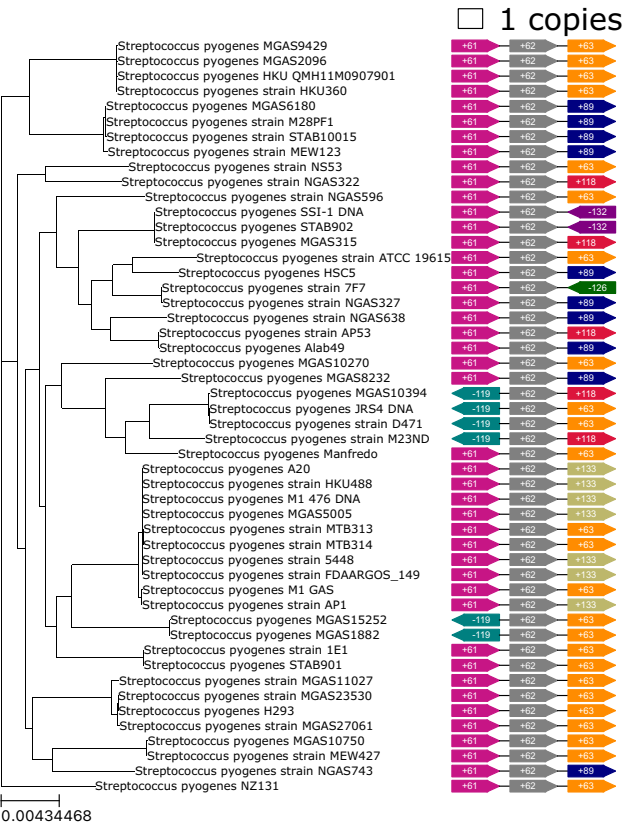 1 copies
Streptococcus pyogenes MGAS9429 +61 +62 +63
Streptococcus pyogenes MGAS2096 +61 +62 +63
Streptococcus pyogenes HKU QMH11M0907901 +61 +62 +63
Streptococcus pyogenes strain HKU360 +61 +62 +63
Streptococcus pyogenes MGAS6180 +61 +62 +89
Streptococcus pyogenes strain M28PF1 +61 +62 +89
Streptococcus pyogenes strain STAB10015 +61 +62 +89
Streptococcus pyogenes strain MEW123 +61 +62 +89
Streptococcus pyogenes strain NS53 +61 +62 +63
Streptococcus pyogenes strain NGAS322 +61 +62 +118
Streptococcus pyogenes strain NGAS596 +61 +62 +63
Streptococcus pyogenes SSI-1 DNA +61 +62 -132
Streptococcus pyogenes STAB902 +61 +62 -132
Streptococcus pyogenes MGAS315 +61 +62 +118
Streptococcus pyogenes strain ATCC 19615 +61 +62 +63
Streptococcus pyogenes HSC5 +61 +62 +89
Streptococcus pyogenes strain 7F7 +61 +62 -126
Streptococcus pyogenes strain NGAS327 +61 +62 +89
Streptococcus pyogenes strain NGAS638 +61 +62 +89
Streptococcus pyogenes strain AP53 +61 +62 +118
Streptococcus pyogenes Alab49 +61 +62 +89
Streptococcus pyogenes MGAS10270 +61 +62 +63
Streptococcus pyogenes MGAS8232 +61 +62 +89
Streptococcus pyogenes MGAS10394 -119 +62 +118
Streptococcus pyogenes JRS4 DNA -119 +62 +63
Streptococcus pyogenes strain D471 -119 +62 +63
Streptococcus pyogenes strain M23ND -119 +62 +118
Streptococcus pyogenes Manfredo +61 +62 +63
Streptococcus pyogenes A20 +61 +62 +133
Streptococcus pyogenes strain HKU488 +61 +62 +133
Streptococcus pyogenes M1 476 DNA +61 +62 +133
Streptococcus pyogenes MGAS5005 +61 +62 +133
Streptococcus pyogenes strain MTB313 +61 +62 +63
Streptococcus pyogenes strain MTB314 +61 +62 +63
Streptococcus pyogenes strain 5448 +61 +62 +133
Streptococcus pyogenes strain FDAARGOS_149 +61 +62 +133
Streptococcus pyogenes M1 GAS +61 +62 +63
Streptococcus pyogenes strain AP1 +61 +62 +133
Streptococcus pyogenes MGAS15252 -119 +62 +63
Streptococcus pyogenes MGAS1882 -119 +62 +63
Streptococcus pyogenes strain 1E1 +61 +62 +63
Streptococcus pyogenes STAB901 +61 +62 +63
Streptococcus pyogenes strain MGAS11027 +61 +62 +63
Streptococcus pyogenes strain MGAS23530 +61 +62 +63
Streptococcus pyogenes H293 +61 +62 +63
Streptococcus pyogenes strain MGAS27061 +61 +62 +63
Streptococcus pyogenes MGAS10750 +61 +62 +63
Streptococcus pyogenes strain MEW427 +61 +62 +63
Streptococcus pyogenes strain NGAS743 +61 +62 +89
Streptococcus pyogenes NZ131 +61 +62 +63
0.00434468